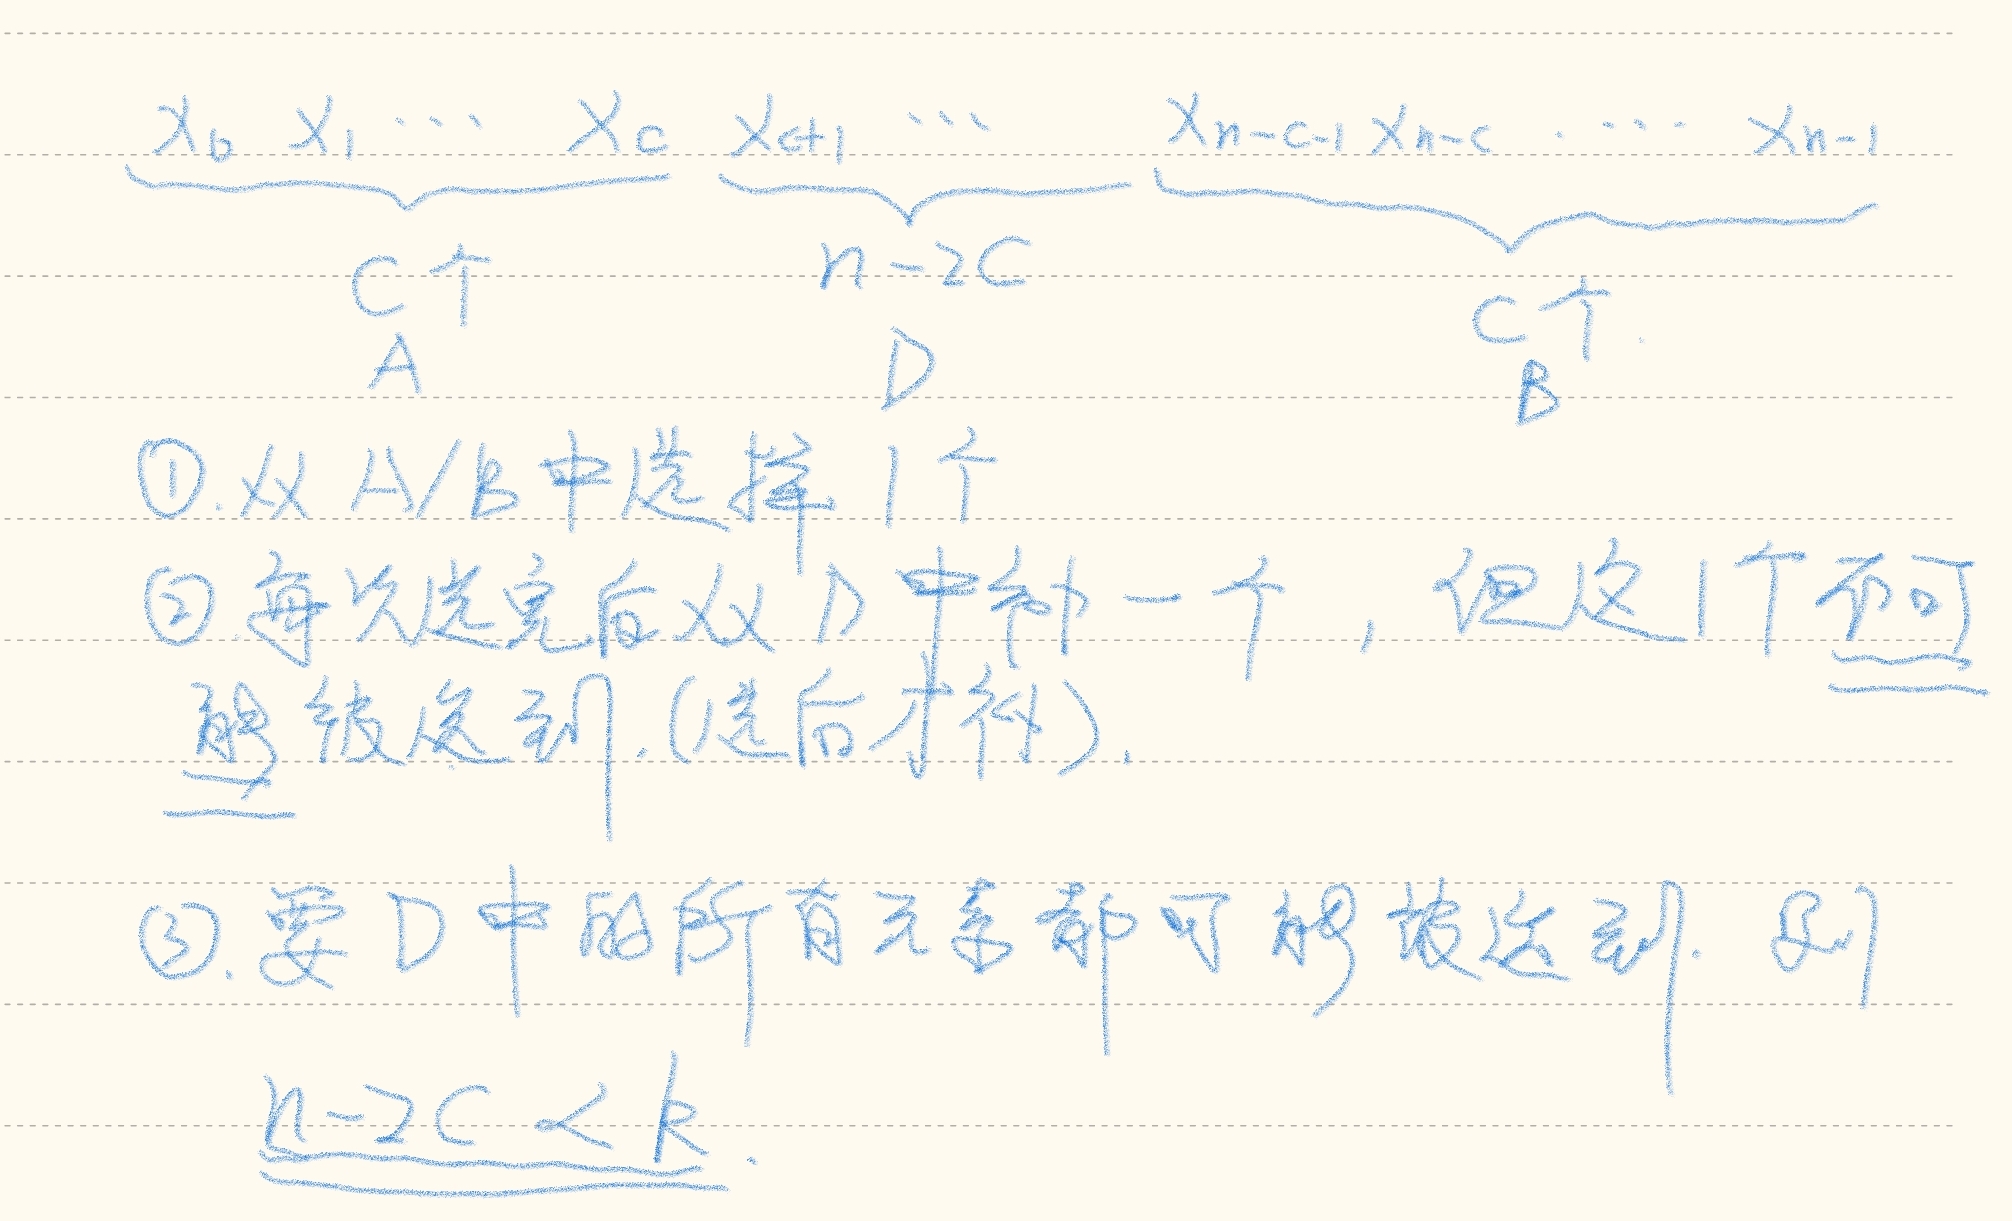 x₀ x₁ ⋯ x_c x_{c+1} ⋯ x_{n-c-1} x_{n-c} ⋯ x_{n-1}
C个 n-2C C个.
A D B
①. 从 A/B 中选择 1个
② 每次选完后从 D 中补一个, 但这1个不可
能被选到.(选后才补).
③. 要 D 中的所有元素都可能被选到. 则
n-2C < k.